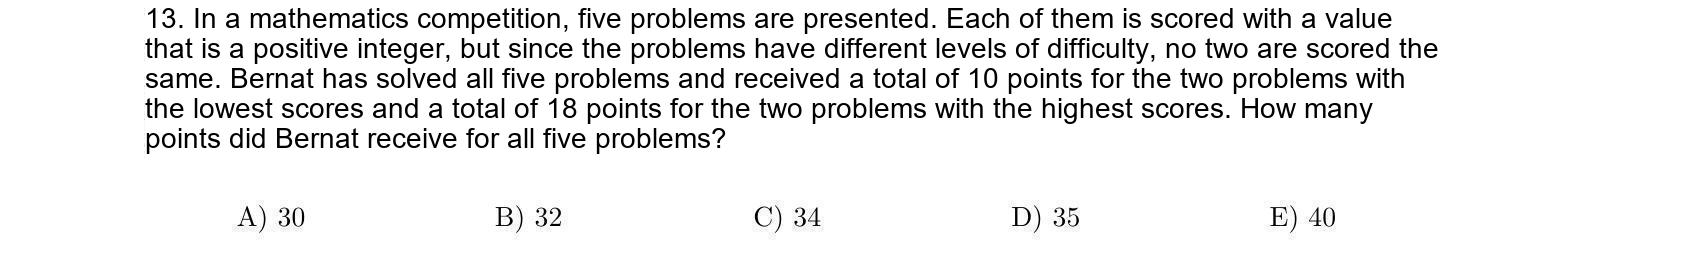 13. In a mathematics competition, five problems are presented. Each of them is scored with a value
that is a positive integer, but since the problems have different levels of difficulty, no two are scored the
same. Bernat has solved all five problems and received a total of 10 points for the two problems with
the lowest scores and a total of 18 points for the two problems with the highest scores. How many
points did Bernat receive for all five problems?
A) 30 B) 32 C) 34 D) 35 E) 40